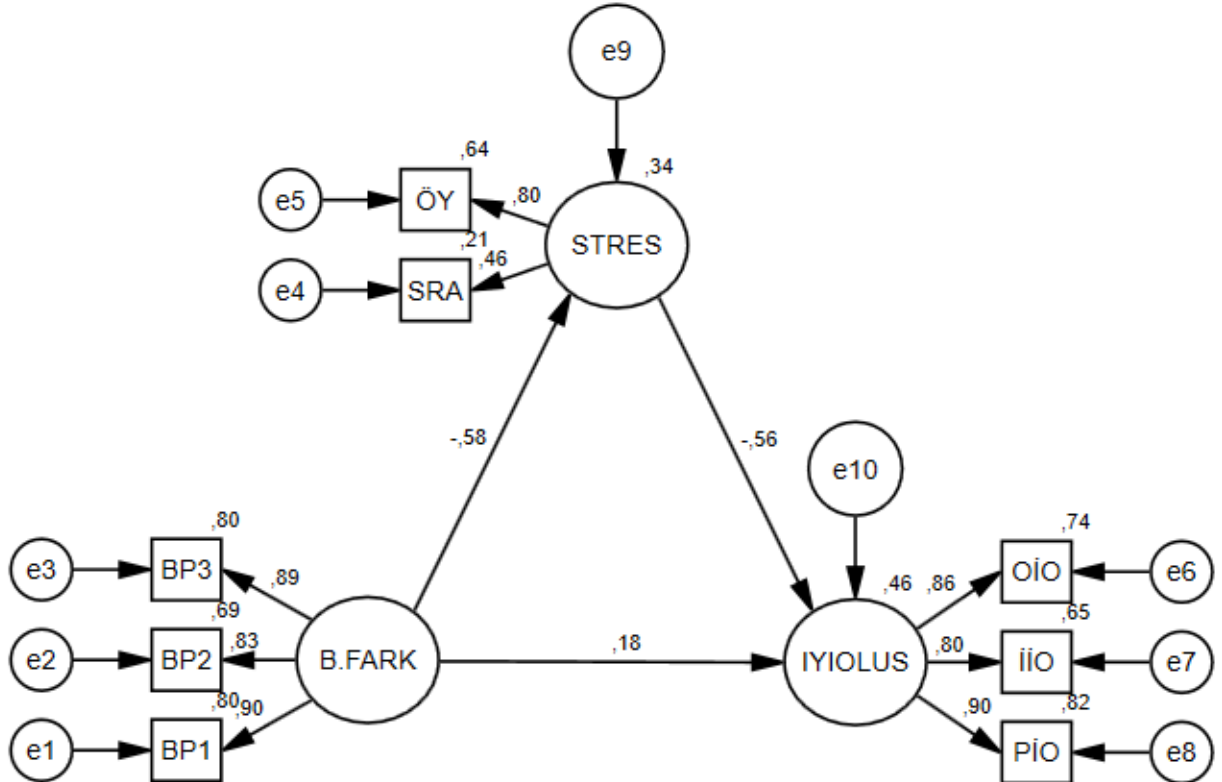 e9
,64
,34
e5
ÖY
,80
STRES
,21
,46
e4
SRA
-,58
-,56
e10
,80
,74
e3
BP3
,89
,46
,86
OİO
e6
,69
,65
e2
BP2
,83
B.FARK
,18
IYIOLUS
,80
İİO
e7
,80
,90
,90
,82
e1
BP1
PİO
e8